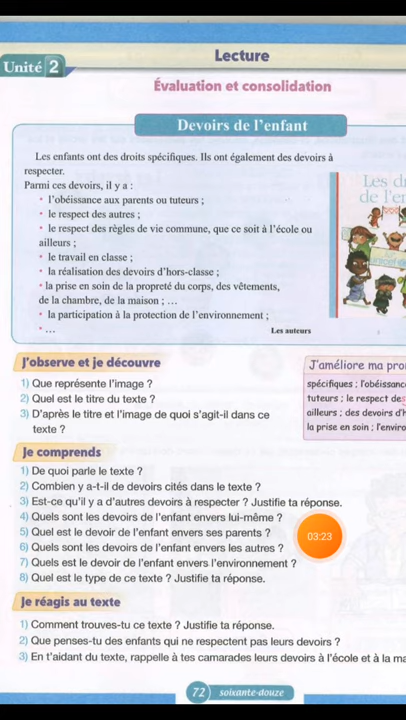 Lecture
Unité 2
Évaluation et consolidation
Devoirs de l'enfant
Les enfants ont des droits spécifiques. Ils ont également des devoirs à
respecter.
Parmi ces devoirs, il y a :
• l'obéissance aux parents ou tuteurs ;
• le respect des autres ;
• le respect des règles de vie commune, que ce soit à l'école ou
ailleurs ;
• le travail en classe ;
• la réalisation des devoirs d'hors-classe ;
• la prise en soin de la propreté du corps, des vêtements,
de la chambre, de la maison ; …
• la participation à la protection de l'environnement ;
• …
Les auteurs
Les d
de l'e
J'observe et je découvre
1) Que représente l'image ?
2) Quel est le titre du texte ?
3) D'après le titre et l'image de quoi s'agit-il dans ce
texte ?
J'améliore ma pro
spécifiques ; l'obéissanc
tuteurs ; le respect des
ailleurs ; des devoirs d'h
la prise en soin ; l'enviro
Je comprends
1) De quoi parle le texte ?
2) Combien y a-t-il de devoirs cités dans le texte ?
3) Est-ce qu'il y a d'autres devoirs à respecter ? Justifie ta réponse.
4) Quels sont les devoirs de l'enfant envers lui-même ?
5) Quel est le devoir de l'enfant envers ses parents ?
6) Quels sont les devoirs de l'enfant envers les autres ?
7) Quels est le devoir de l'enfant envers l'environnement ?
8) Quel est le type de ce texte ? Justifie ta réponse.
03:23
Je réagis au texte
1) Comment trouves-tu ce texte ? Justifie ta réponse.
2) Que penses-tu des enfants qui ne respectent pas leurs devoirs ?
3) En t'aidant du texte, rappelle à tes camarades leurs devoirs à l'école et à la ma
72 soixante-douze